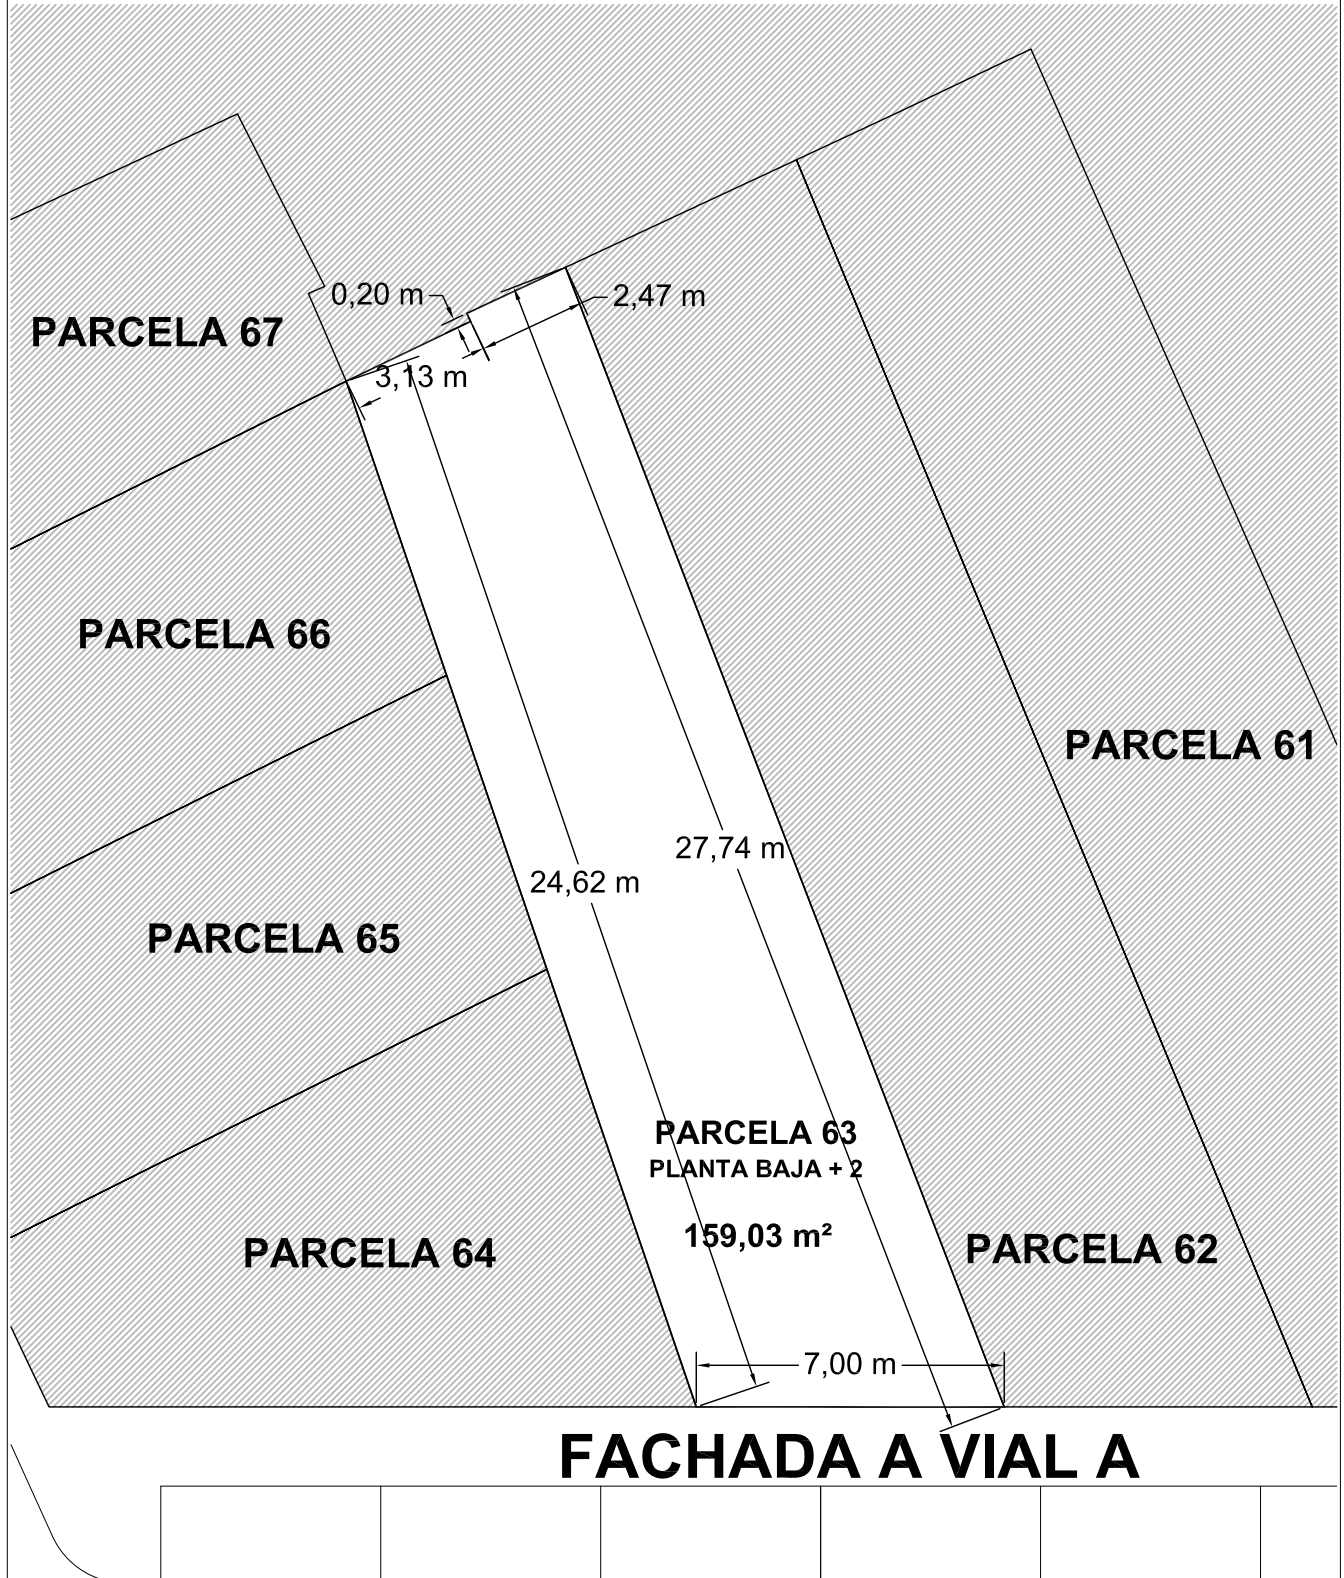 0,20 m
2,47 m
PARCELA 67
3,13 m
PARCELA 66
PARCELA 61
27,74 m
24,62 m
PARCELA 65
PARCELA 63
PLANTA BAJA + 2
159,03 m²
PARCELA 64
PARCELA 62
7,00 m
FACHADA A VIAL A